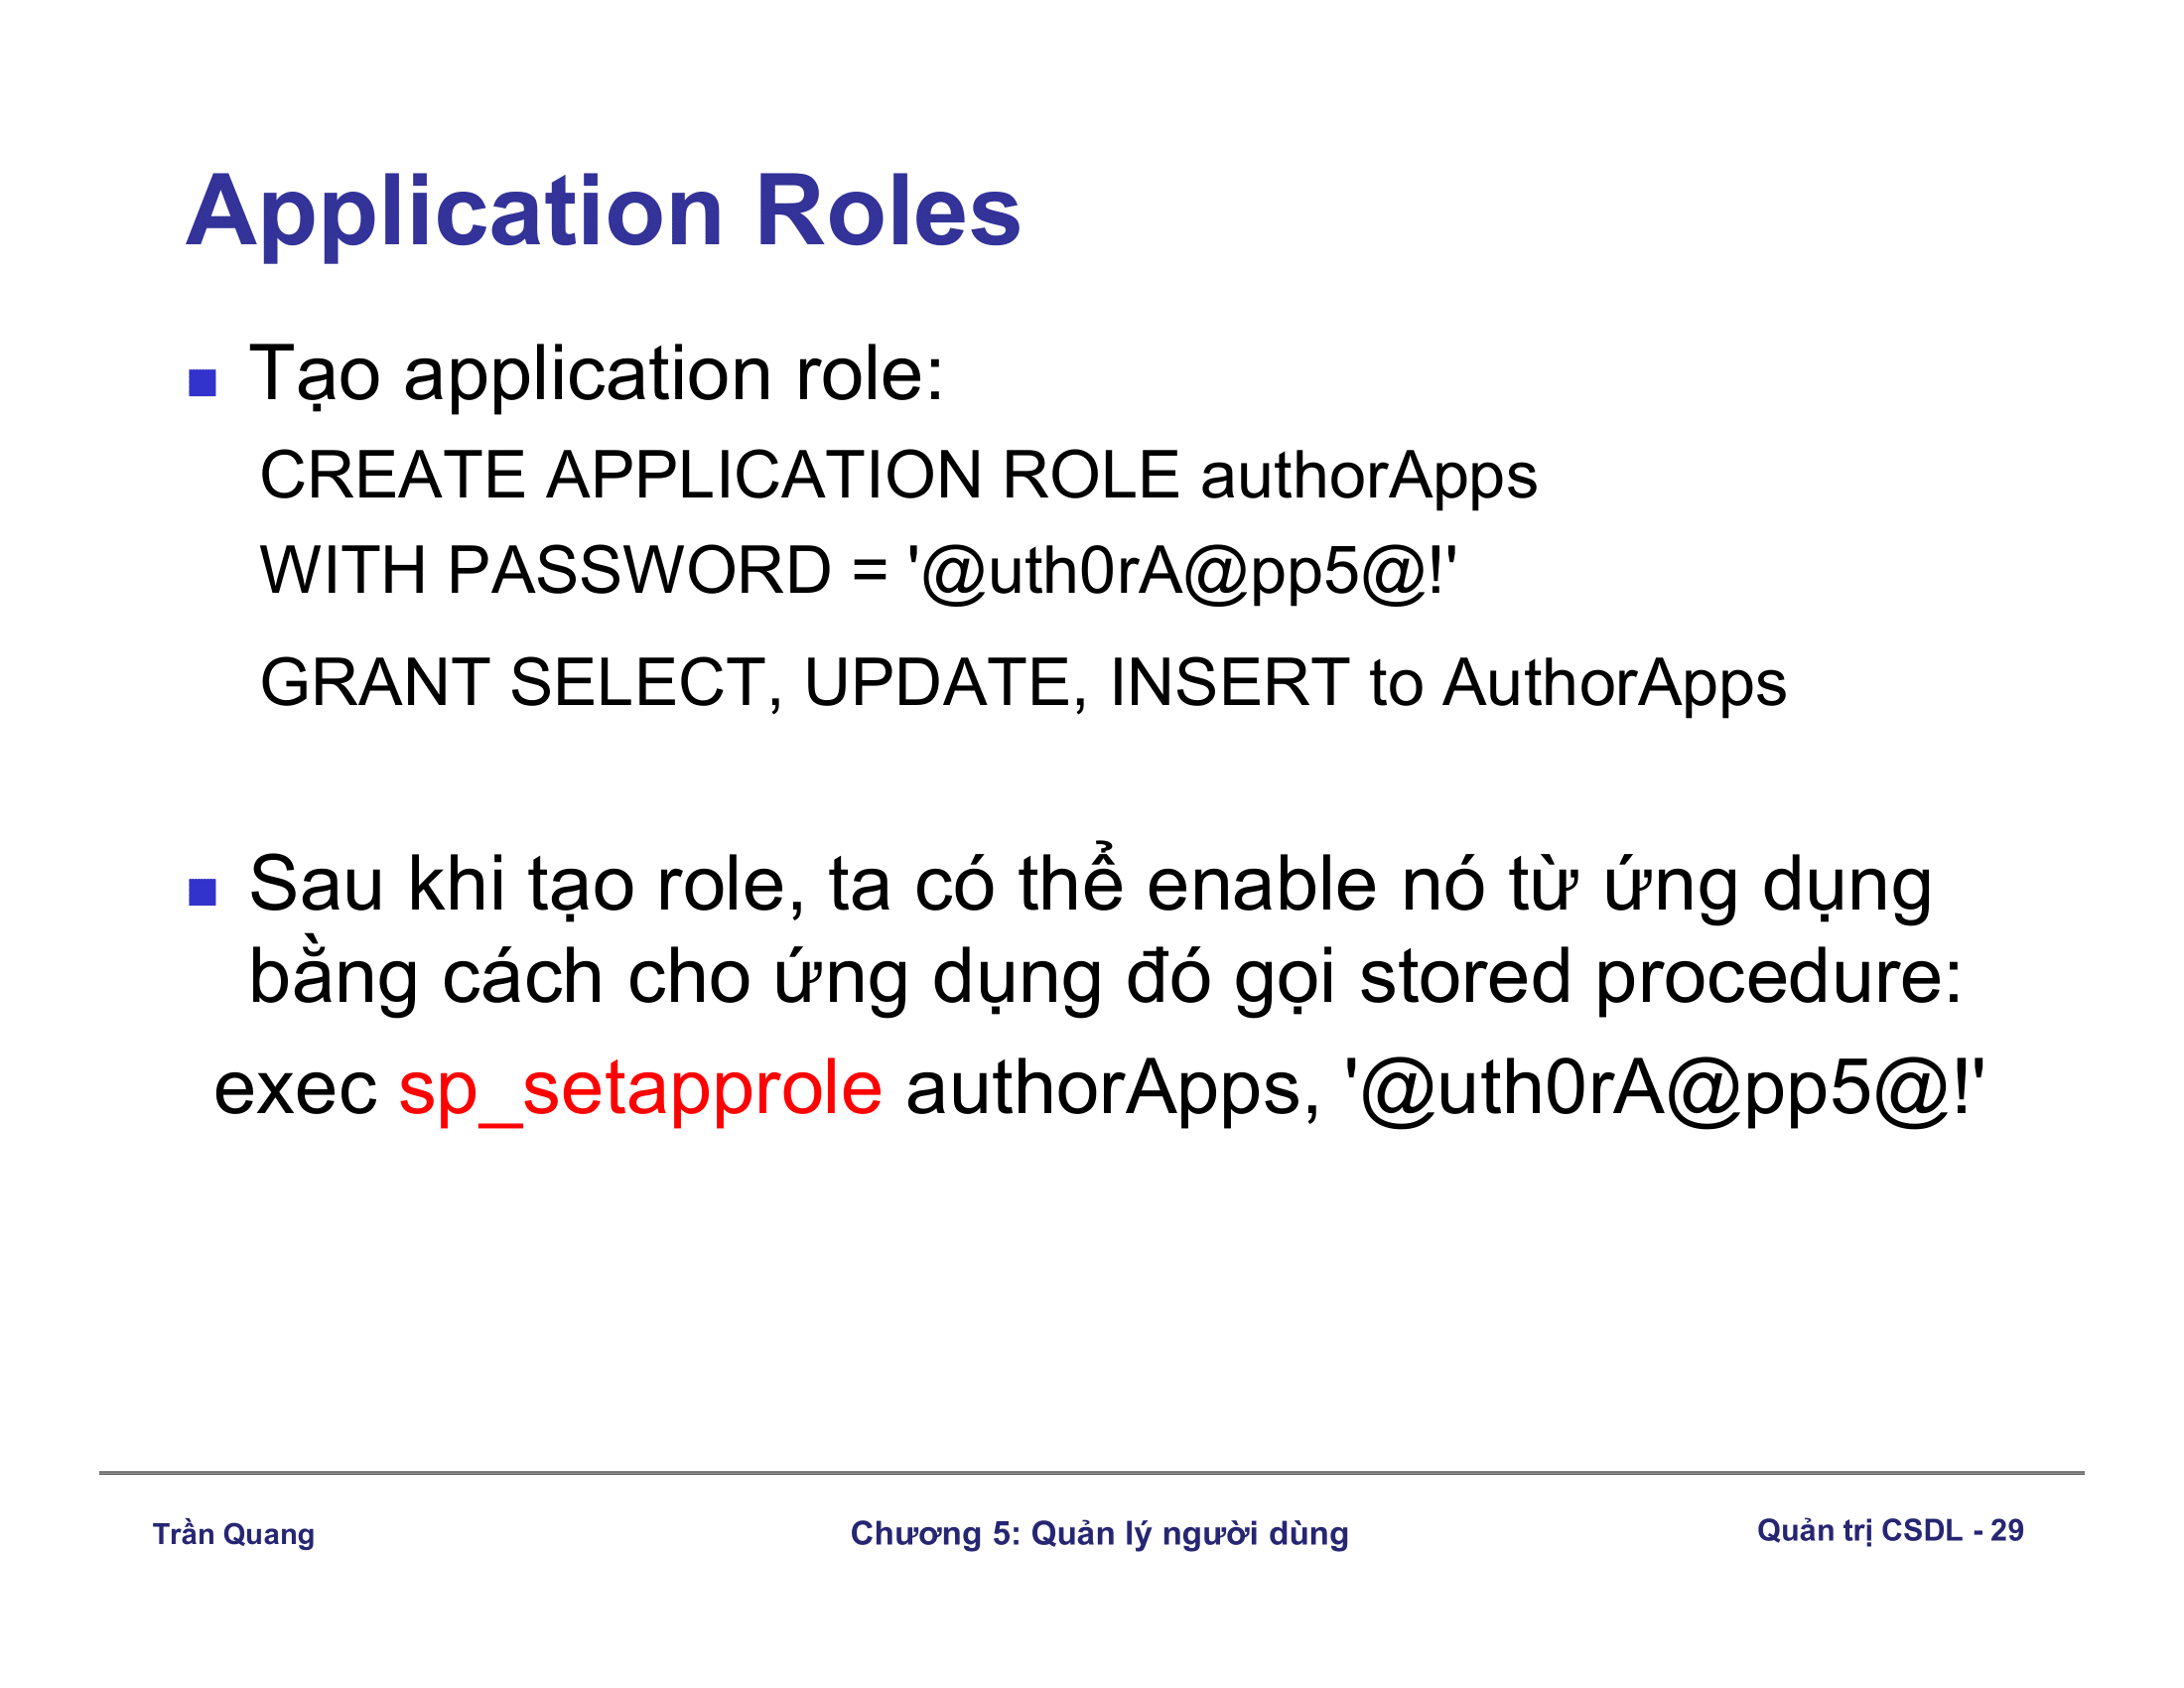 Application Roles
Tạo application role:
CREATE APPLICATION ROLE authorApps
WITH PASSWORD = '@uth0rA@pp5@!'
GRANT SELECT, UPDATE, INSERT to AuthorApps
Sau khi tạo role, ta có thể enable nó từ ứng dụng
bằng cách cho ứng dụng đó gọi stored procedure:
exec sp_setapprole authorApps, '@uth0rA@pp5@!'
Trần Quang
Chương 5: Quản lý người dùng
Quản trị CSDL - 29